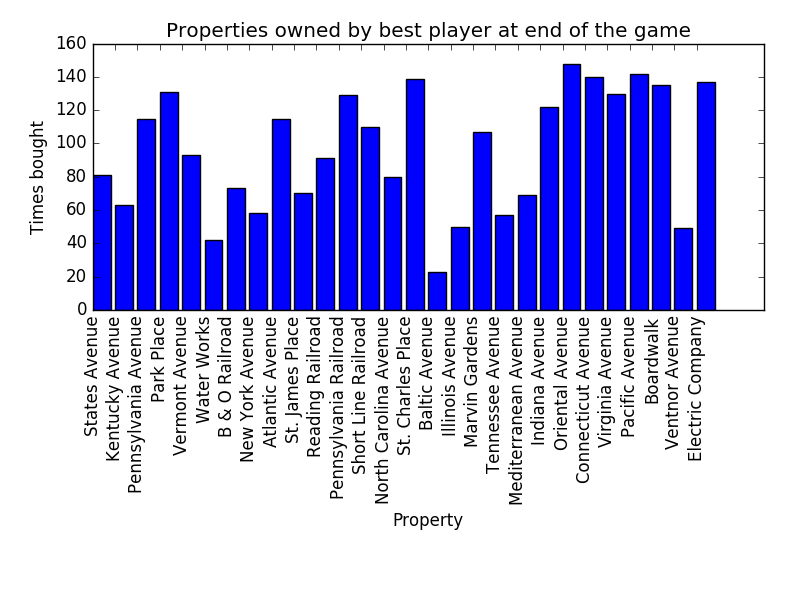 Properties owned by best player at end of the game
160
140
120
100
80
60
40
20
0
Times bought
States Avenue
Kentucky Avenue
Pennsylvania Avenue
Park Place
Vermont Avenue
Water Works
B & O Railroad
New York Avenue
Atlantic Avenue
St. James Place
Reading Railroad
Pennsylvania Railroad
Short Line Railroad
North Carolina Avenue
St. Charles Place
Baltic Avenue
Illinois Avenue
Marvin Gardens
Tennessee Avenue
Mediterranean Avenue
Indiana Avenue
Oriental Avenue
Connecticut Avenue
Virginia Avenue
Pacific Avenue
Boardwalk
Ventnor Avenue
Electric Company
Property